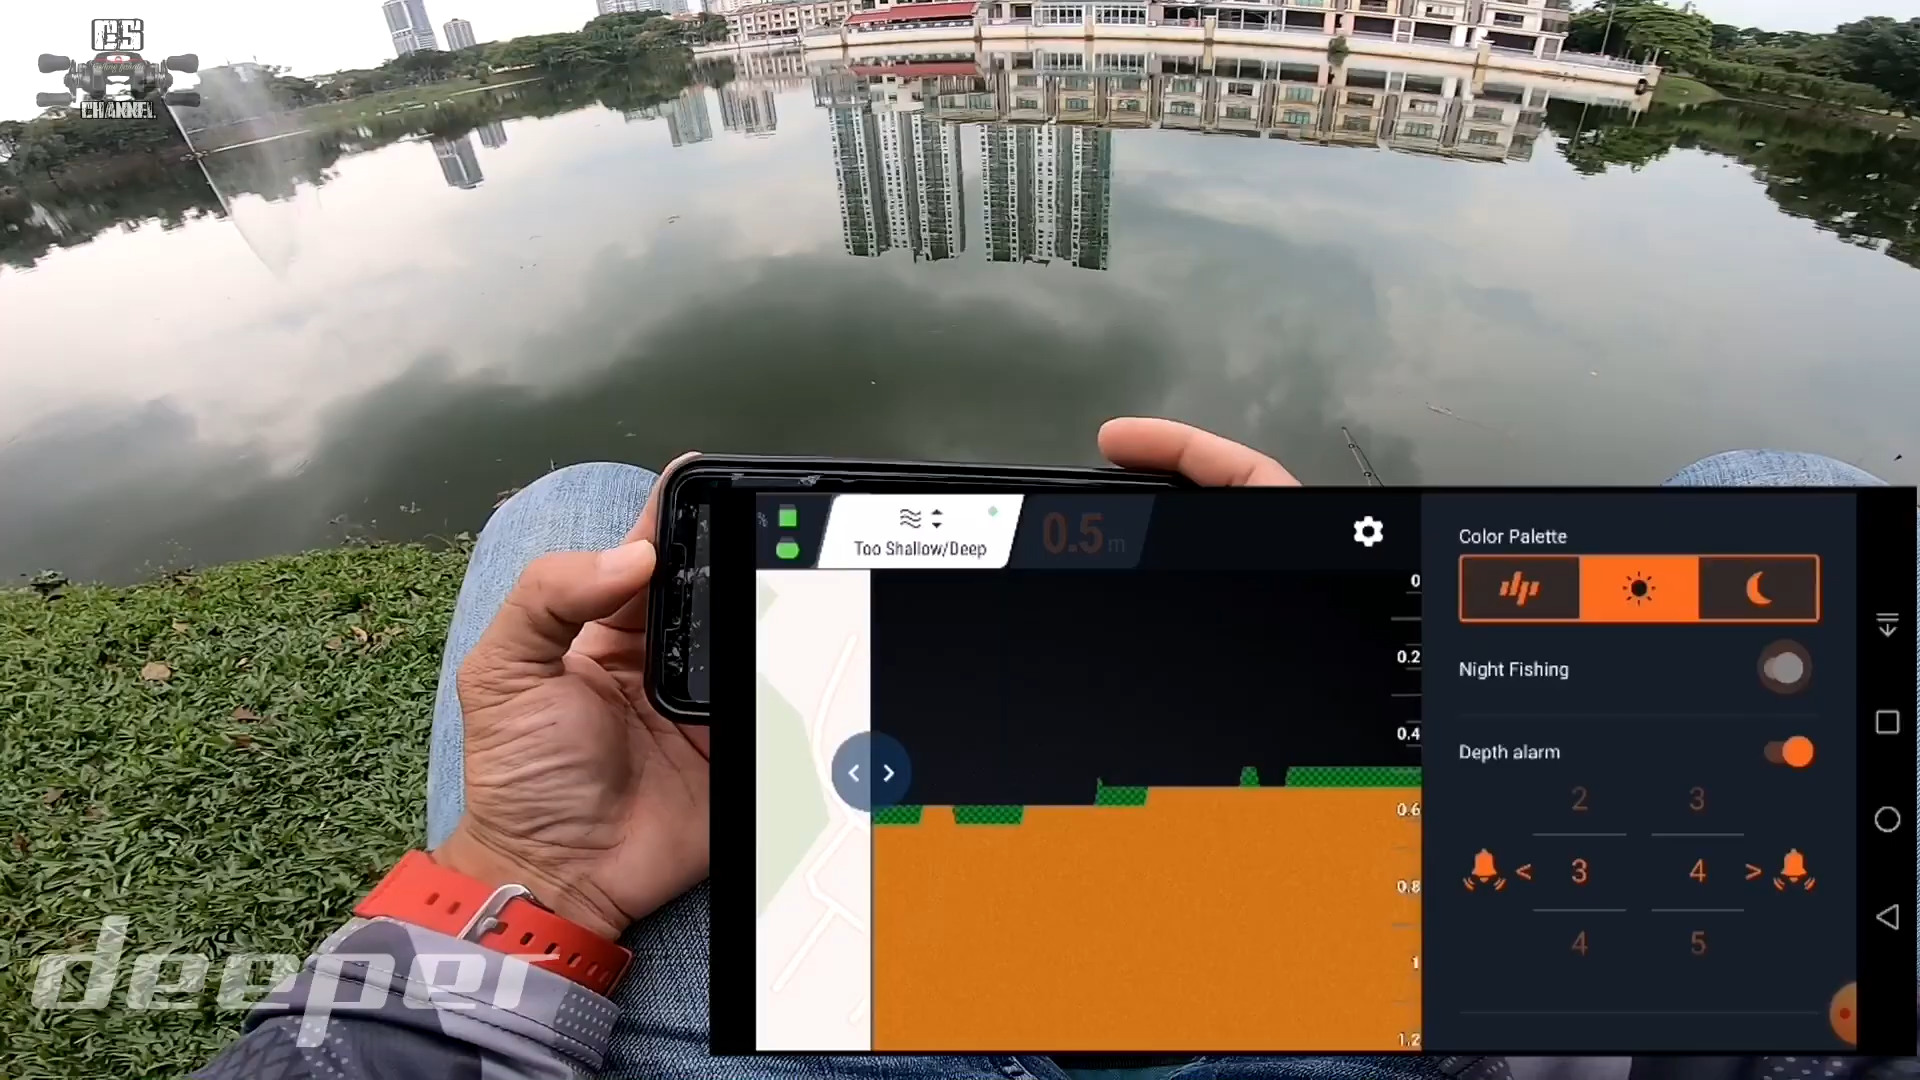 CS
CHANNEL
%
Too Shallow/Deep
0.5 m
0
0.2
0.4
0.6
0.8
1
1.2
Color Palette
Night Fishing
Depth alarm
2 3
< 3 4 >
4 5
deeper